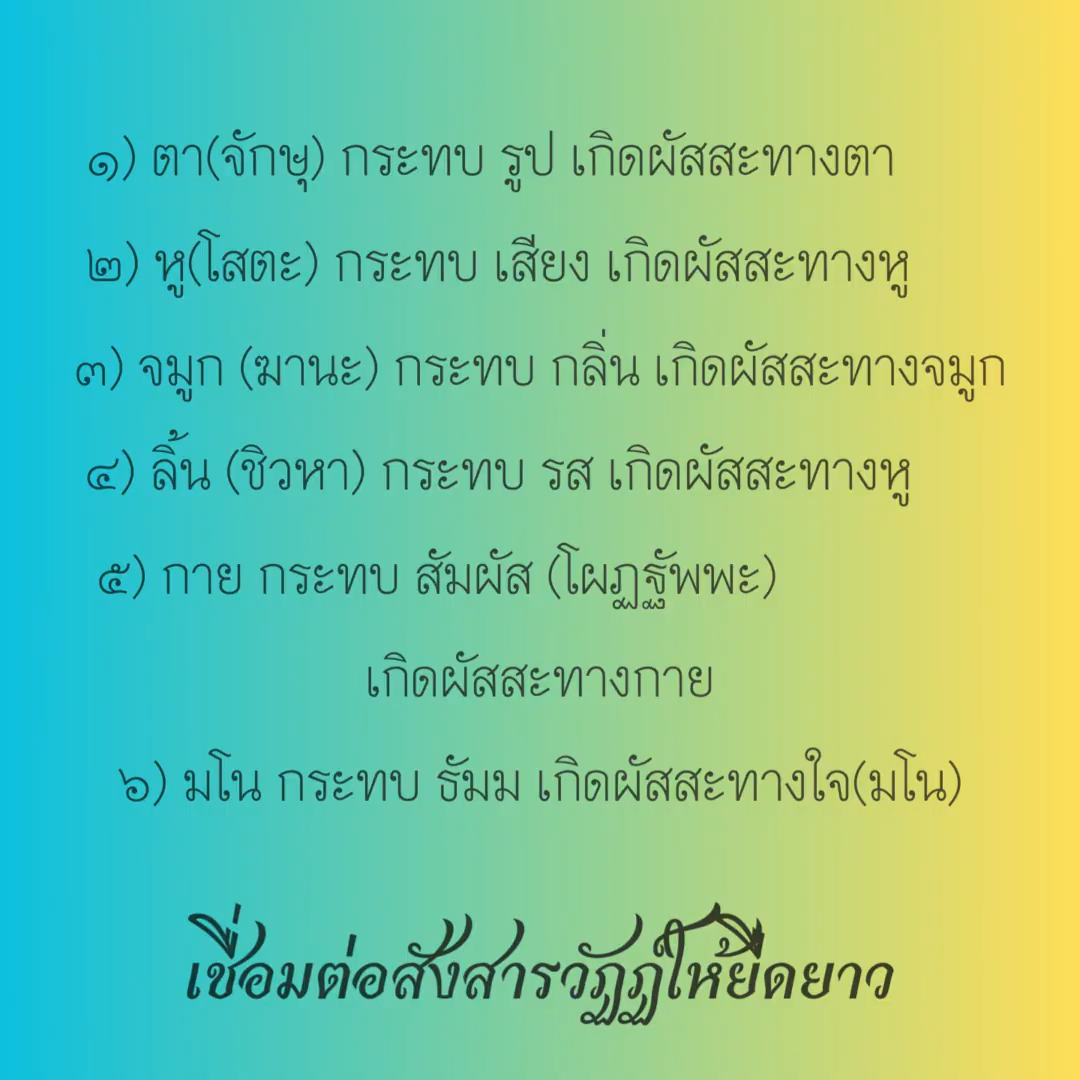 ๑) ตา(จักษุ) กระทบ รูป เกิดผัสสะทางตา
๒) หู(โสตะ) กระทบ เสียง เกิดผัสสะทางหู
๓) จมูก (ฆานะ) กระทบ กลิ่น เกิดผัสสะทางจมูก
๔) ลิ้น (ชิวหา) กระทบ รส เกิดผัสสะทางหู
๕) กาย กระทบ สัมผัส (โผฏฐัพพะ)
เกิดผัสสะทางกาย
๖) มโน กระทบ ธัมม เกิดผัสสะทางใจ(มโน)
เชื่อมต่อสังสารวัฏฏ์ให้ยืดยาว